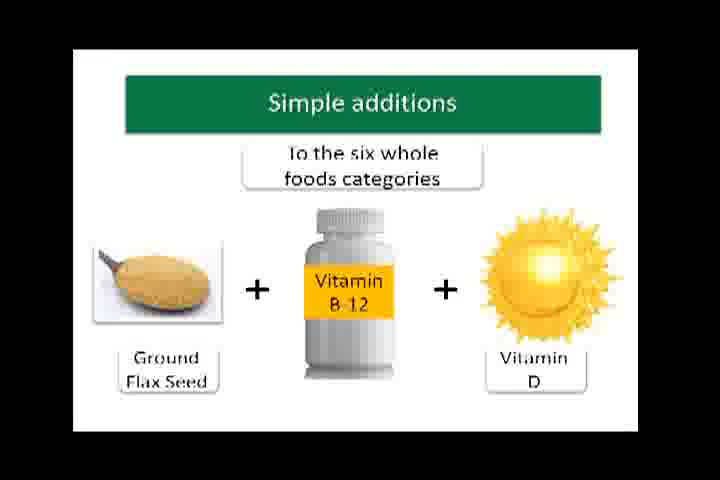 Simple additions
To the six whole
foods categories
+
+
Vitamin
B-12
Ground
Flax Seed
Vitamin
D